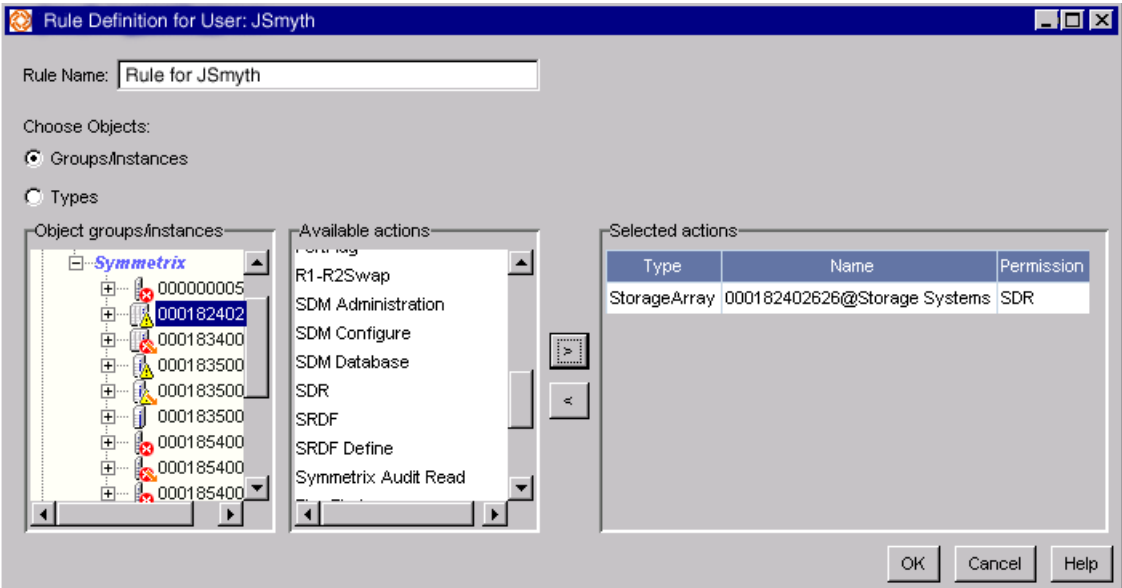 Rule Definition for User: JSmyth
Rule Name: Rule for JSmyth
Choose Objects:
Groups/Instances
Types
Object groups/instances
Symmetrix
000000005
000182402
000183400
000183500
000183500
000183500
000185400
000185400
000185400
Available actions
R1-R2Swap
SDM Administration
SDM Configure
SDM Database
SDR
SRDF
SRDF Define
Symmetrix Audit Read
>
<
Selected actions
Type Name Permission
StorageArray 000182402626@Storage Systems SDR
OK Cancel Help